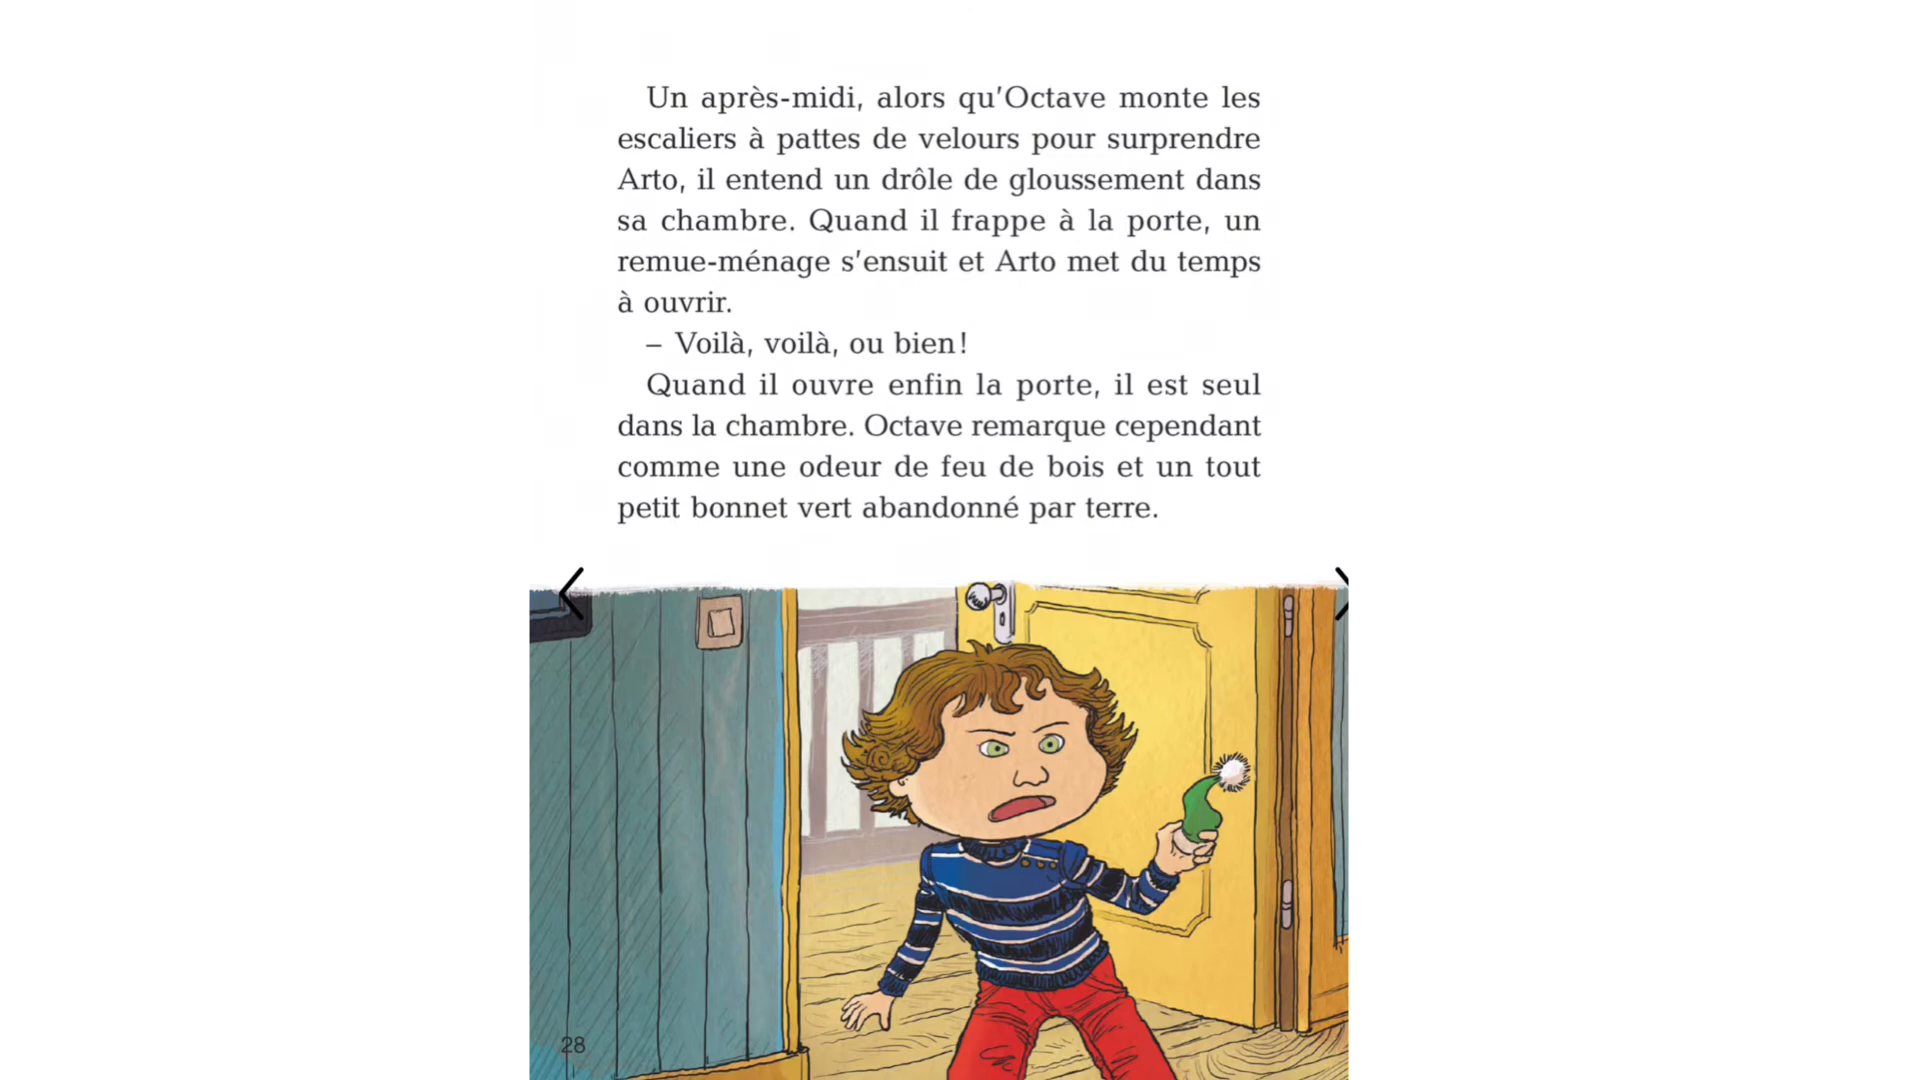 Un après-midi, alors qu’Octave monte les
escaliers à pattes de velours pour surprendre
Arto, il entend un drôle de gloussement dans
sa chambre. Quand il frappe à la porte, un
remue-ménage s’ensuit et Arto met du temps
à ouvrir.
– Voilà, voilà, ou bien !
Quand il ouvre enfin la porte, il est seul
dans la chambre. Octave remarque cependant
comme une odeur de feu de bois et un tout
petit bonnet vert abandonné par terre.
28